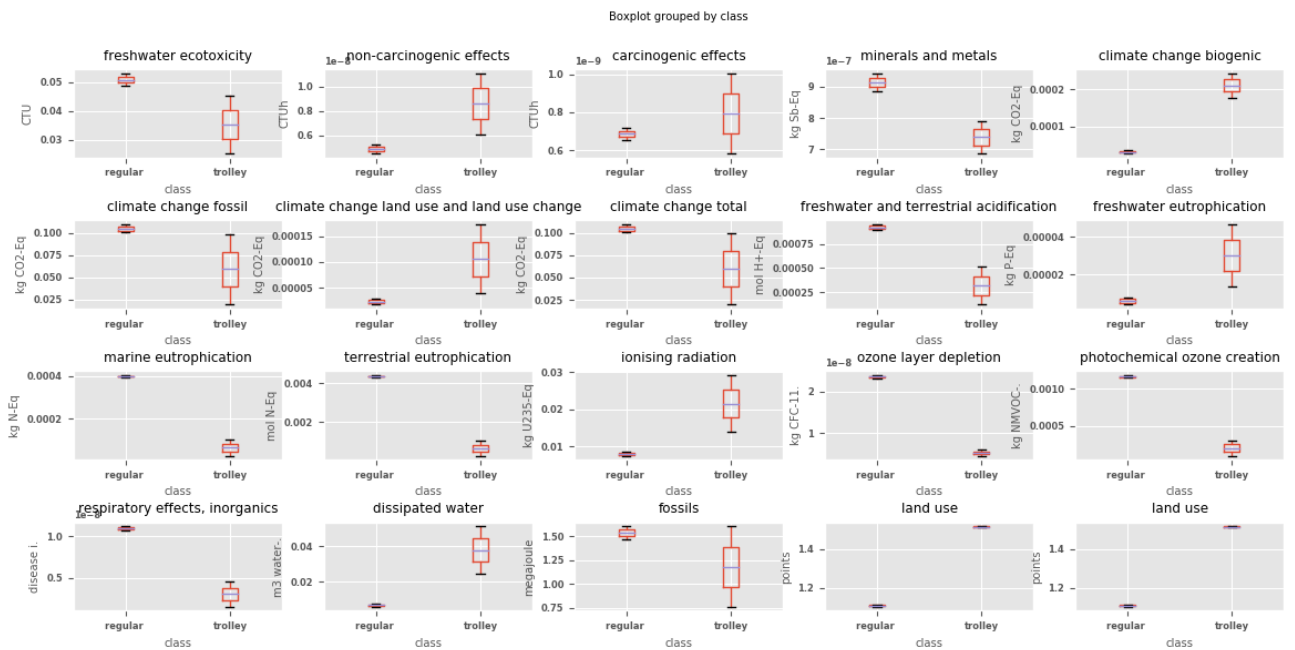 Boxplot grouped by class
freshwater ecotoxicity
CTU
0.05
0.04
0.03
regular
trolley
class
non-carcinogenic effects
1e-8
CTUh
1.0
0.8
0.6
regular
trolley
class
carcinogenic effects
1e-9
CTUh
1.0
0.8
0.6
regular
trolley
class
minerals and metals
1e-7
kg Sb-Eq
9
8
7
regular
trolley
class
climate change biogenic
kg CO2-Eq
0.0002
0.0001
regular
trolley
class
climate change fossil
kg CO2-Eq
0.100
0.075
0.050
0.025
regular
trolley
class
climate change land use and land use change
kg CO2-Eq
0.00015
0.00010
0.00005
regular
trolley
class
climate change total
kg CO2-Eq
0.100
0.075
0.050
0.025
regular
trolley
class
freshwater and terrestrial acidification
mol H+-Eq
0.00075
0.00050
0.00025
regular
trolley
class
freshwater eutrophication
kg P-Eq
0.00004
0.00002
regular
trolley
class
marine eutrophication
kg N-Eq
0.0004
0.0002
regular
trolley
class
terrestrial eutrophication
mol N-Eq
0.004
0.002
regular
trolley
class
ionising radiation
kg U235-Eq
0.03
0.02
0.01
regular
trolley
class
ozone layer depletion
1e-8
kg CFC-11.
2
1
regular
trolley
class
photochemical ozone creation
kg NMVOC-.
0.0010
0.0005
regular
trolley
class
respiratory effects, inorganics
1e-8
disease i.
1.0
0.5
regular
trolley
class
dissipated water
m3 water-.
0.04
0.02
regular
trolley
class
fossils
megajoule
1.50
1.25
1.00
0.75
regular
trolley
class
land use
points
1.4
1.2
regular
trolley
class
land use
points
1.4
1.2
regular
trolley
class